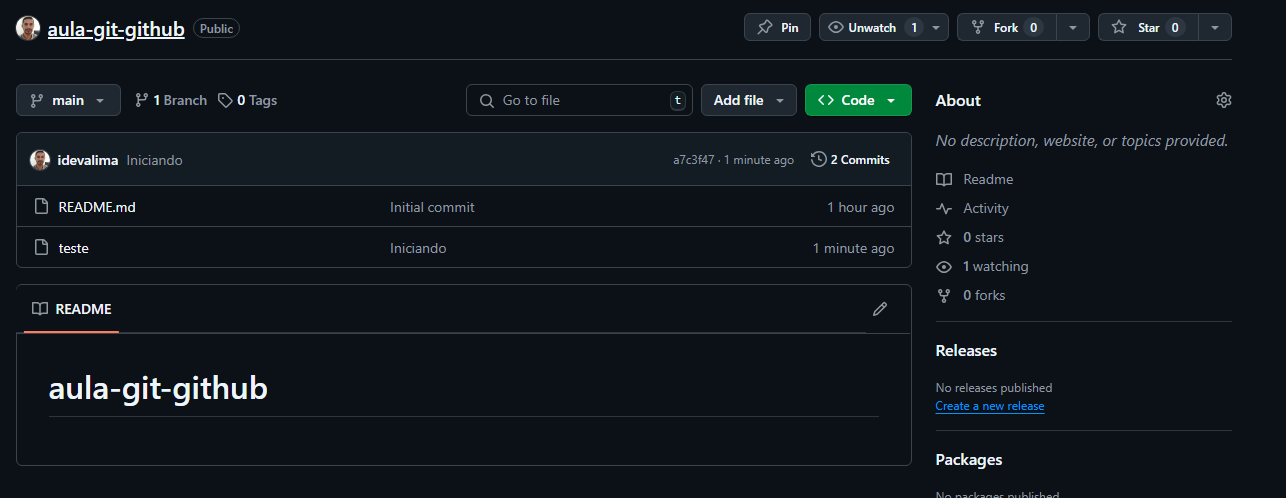 aula-git-github Public Pin Unwatch 1 Fork 0 Star 0
main 1 Branch 0 Tags Go to file t Add file Code
idevalima Iniciando a7c3f47 · 1 minute ago 2 Commits
README.md Initial commit 1 hour ago
teste Iniciando 1 minute ago
README
aula-git-github
About
No description, website, or topics provided.
Readme
Activity
0 stars
1 watching
0 forks
Releases
No releases published
Create a new release
Packages
No packages published